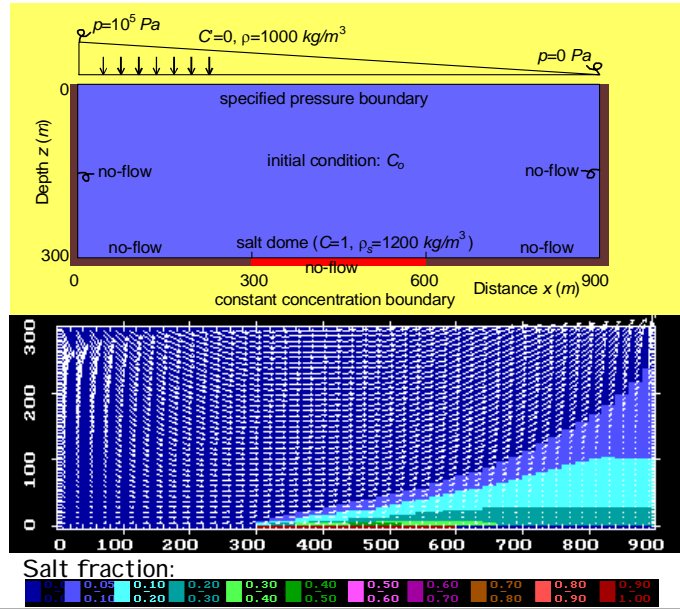 p=10⁵ Pa
C=0, ρ=1000 kg/m³
p=0 Pa
0
specified pressure boundary
initial condition: Cₒ
no-flow
no-flow
Depth z (m)
no-flow
salt dome (C=1, ρₛ=1200 kg/m³)
no-flow
300
no-flow
0
300
600
900
Distance x (m)
constant concentration boundary
300
200
100
0
0 100 200 300 400 500 600 700 800 900
Salt fraction:
0.05 0.10 0.20 0.30 0.40 0.50 0.60 0.70 0.80 0.90
0.10 0.20 0.30 0.40 0.50 0.60 0.70 0.80 0.90 1.00